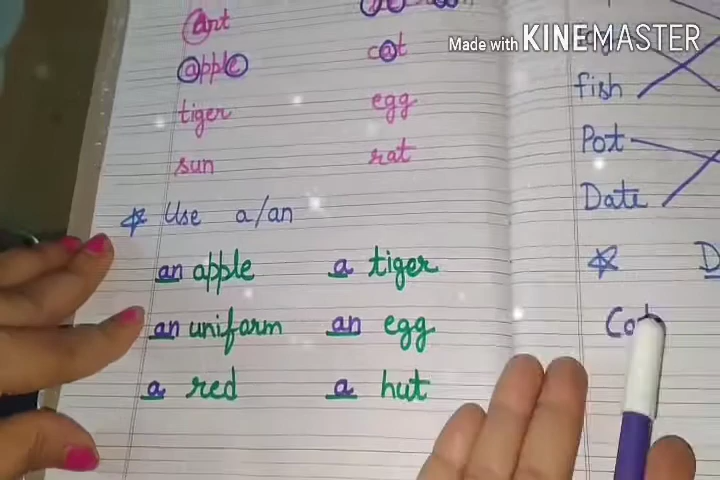 Made with KINEMASTER
ant
apple
cat
tiger
egg
sun
rat
Use a/an
an apple
a tiger
an uniform
an egg
a red
a hut
fish
Pot
Date
D
Cat